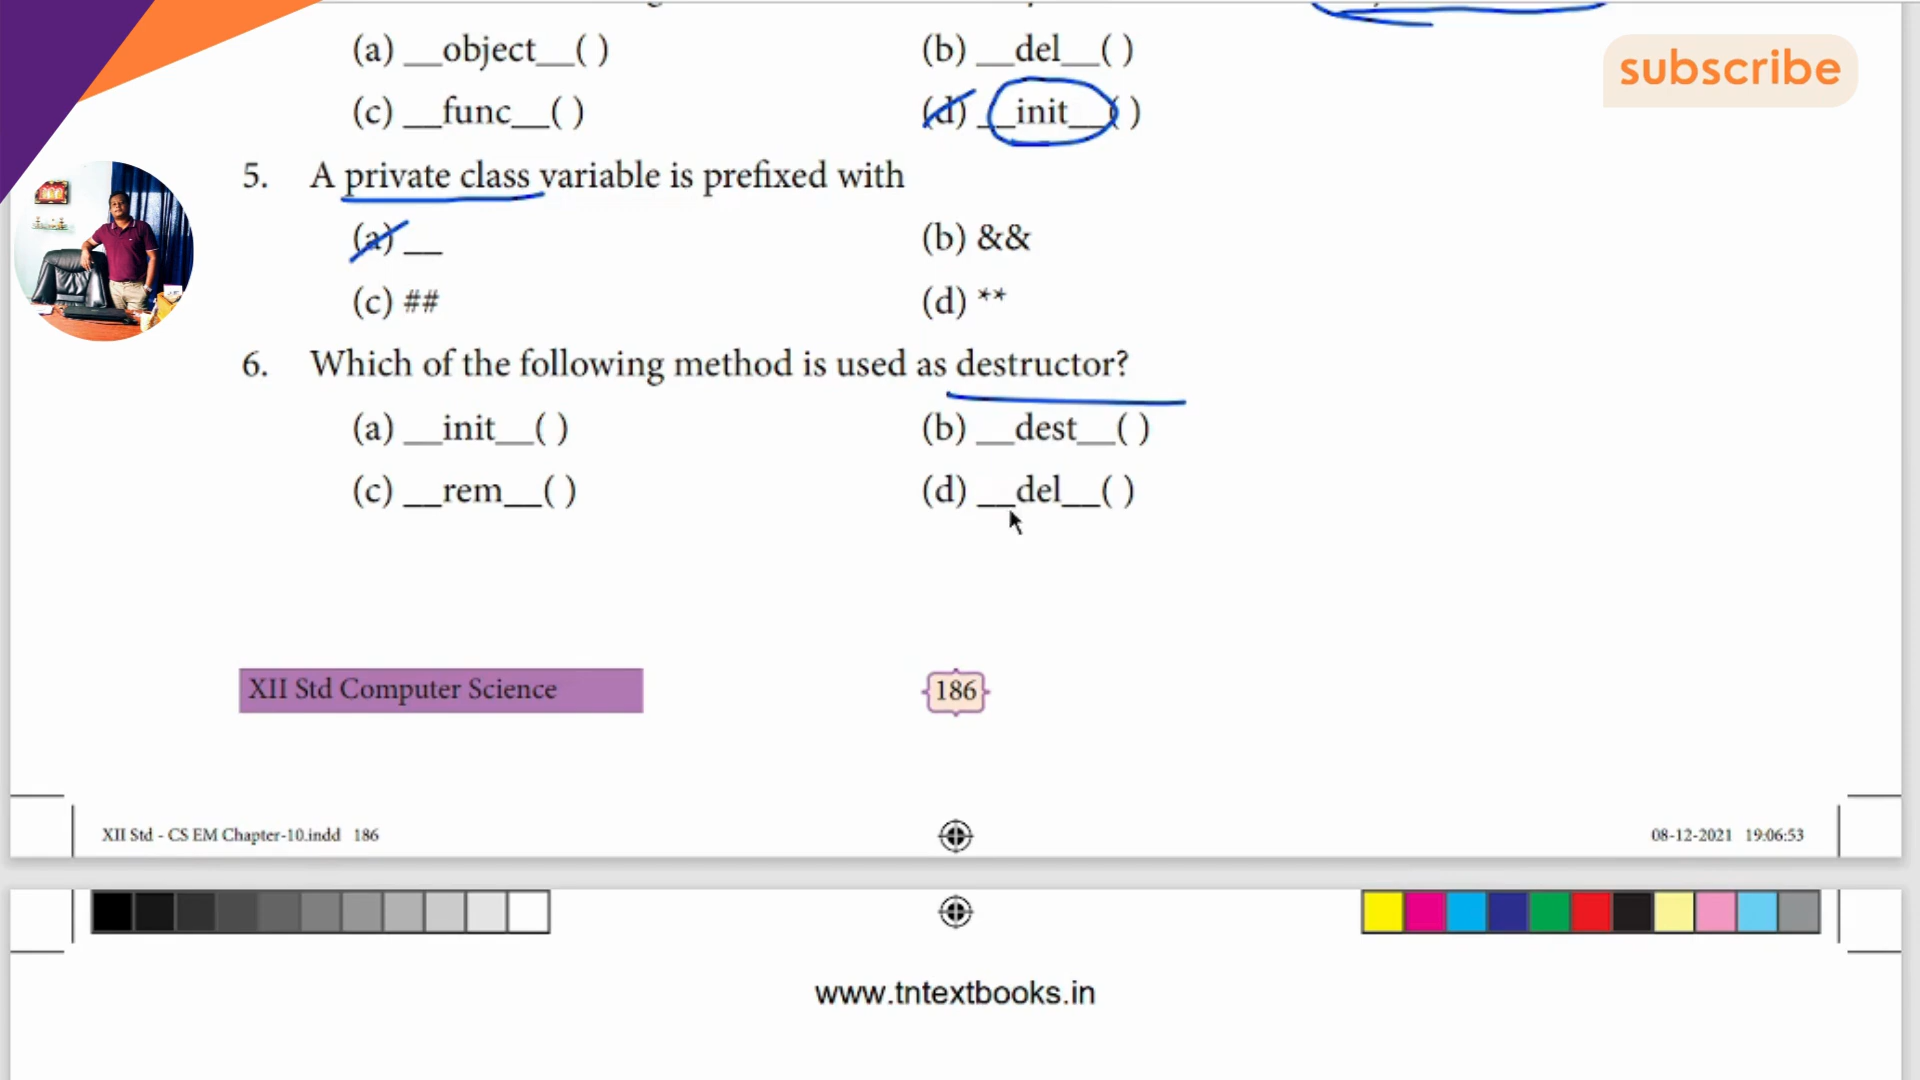 subscribe
(a) __object__( ) (b) __del__( )
(c) __func__( ) (d) __init__( )
5. A private class variable is prefixed with
(a) __ (b) &&
(c) ## (d) **
6. Which of the following method is used as destructor?
(a) __init__( ) (b) __dest__( )
(c) __rem__( ) (d) __del__( )
XII Std Computer Science 186
XII Std - CS EM Chapter-10.indd 186 08-12-2021 19:06:53
www.tntextbooks.in